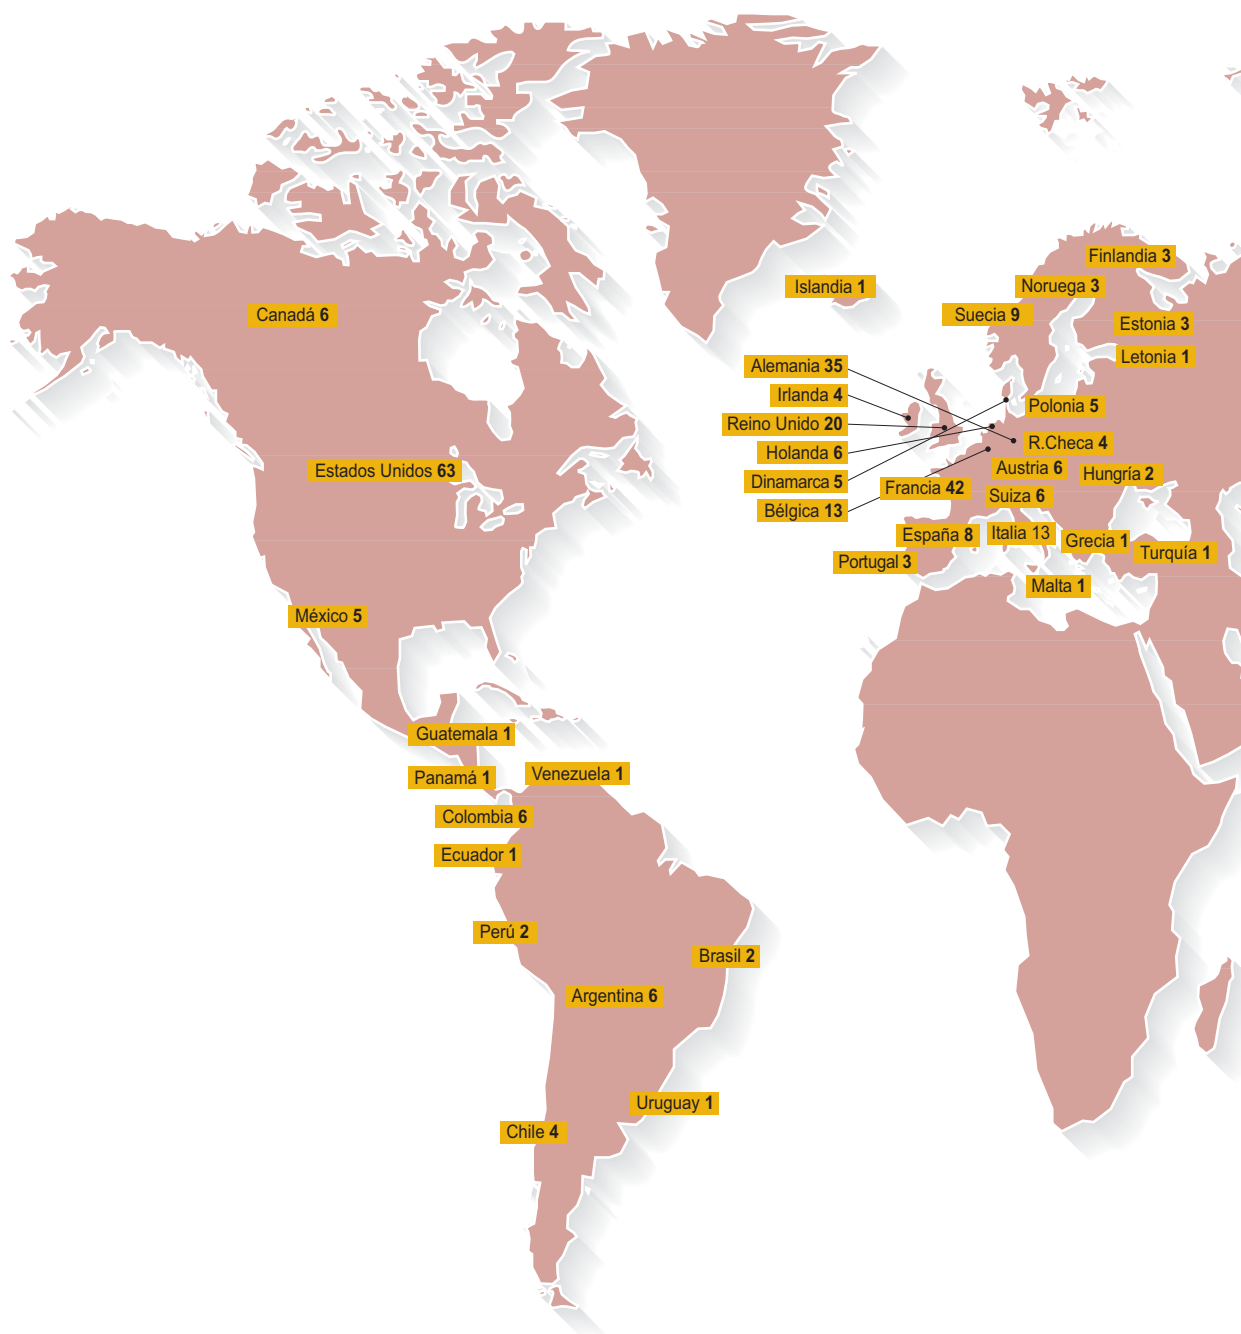 Finlandia 3
Islandia 1
Noruega 3
Canadá 6
Suecia 9
Estonia 3
Letonia 1
Alemania 35
Irlanda 4
Polonia 5
Reino Unido 20
R.Checa 4
Holanda 6
Estados Unidos 63
Austria 6
Hungría 2
Dinamarca 5
Francia 42
Suiza 6
Bélgica 13
España 8
Italia 13
Grecia 1
Turquía 1
Portugal 3
Malta 1
México 5
Guatemala 1
Panamá 1
Venezuela 1
Colombia 6
Ecuador 1
Perú 2
Brasil 2
Argentina 6
Uruguay 1
Chile 4